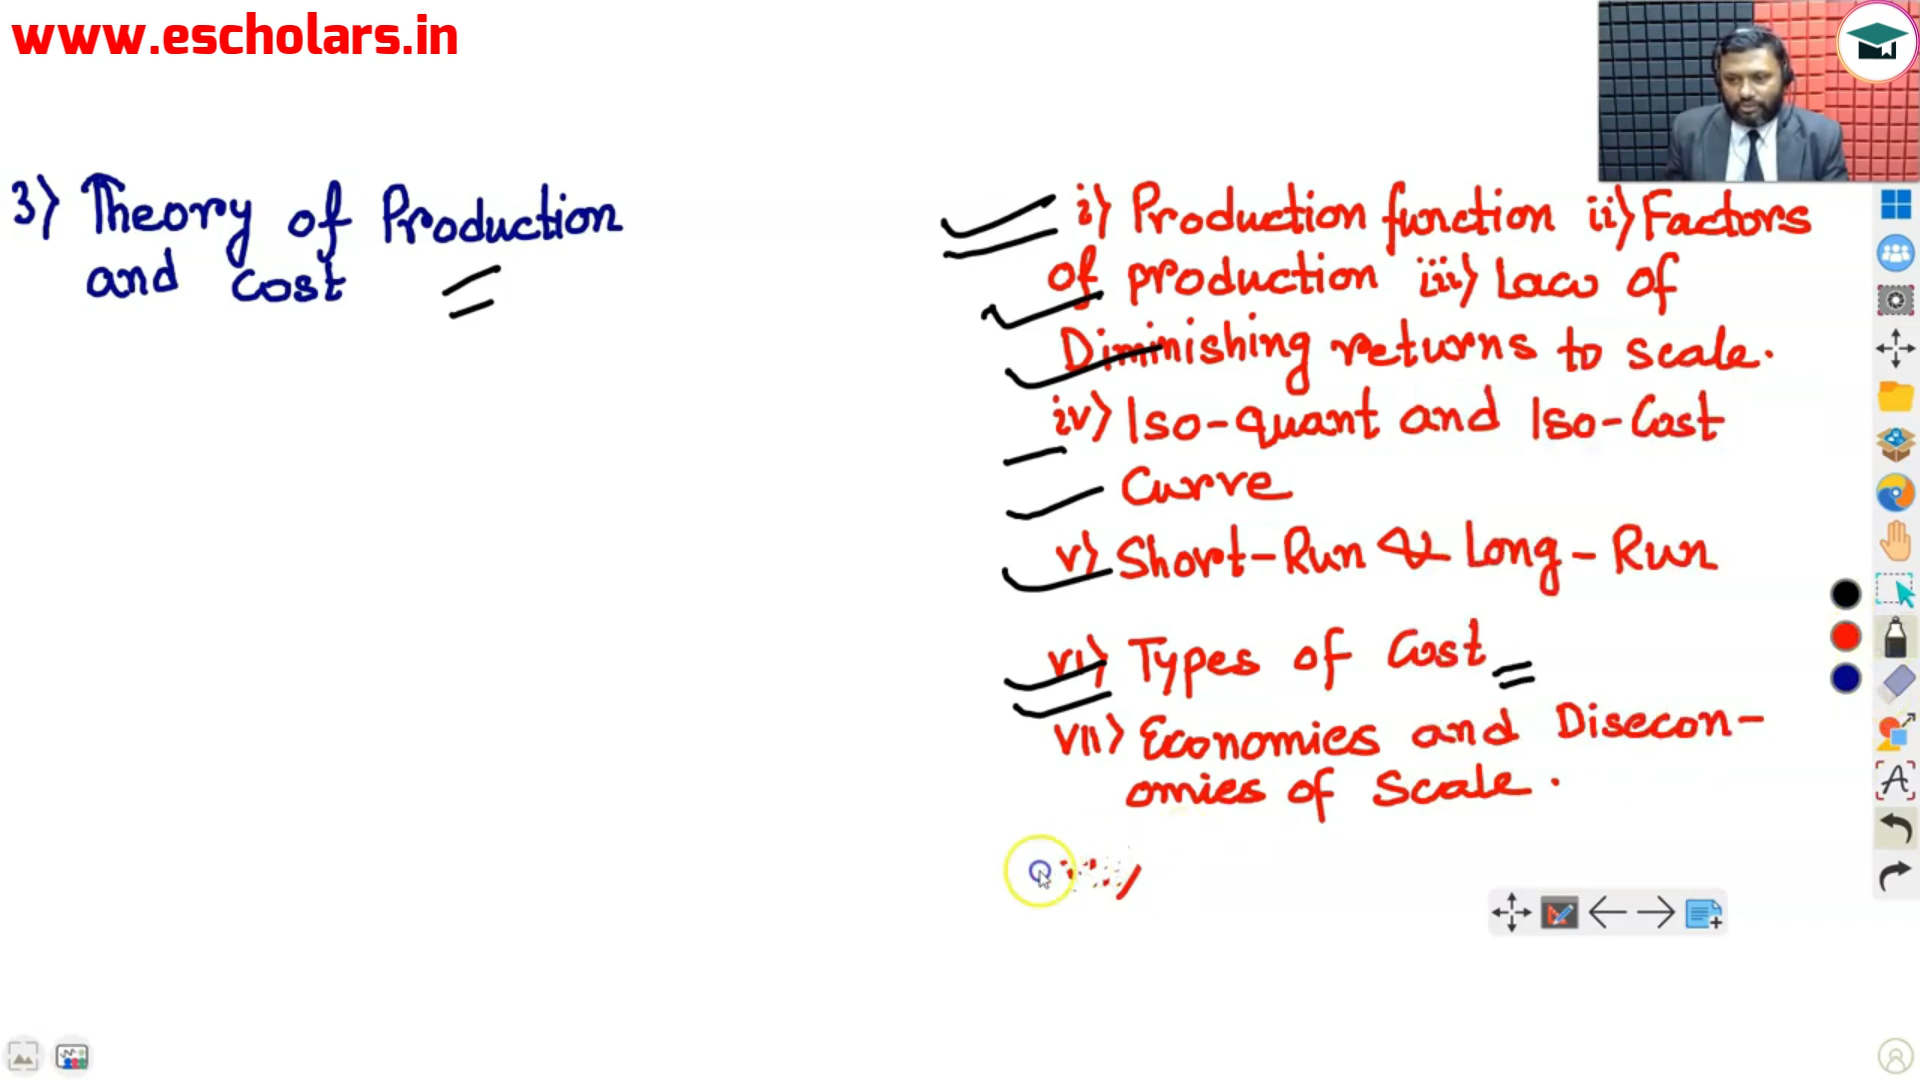 www.escholars.in
3) Theory of Production
and Cost
i) Production function ii) Factors
of production iii) Law of
Diminishing returns to scale.
iv) Iso-quant and Iso-Cost
Curve
v) Short-Run & Long-Run
vi) Types of Cost
vii) Economies and Disecon-
omies of Scale.